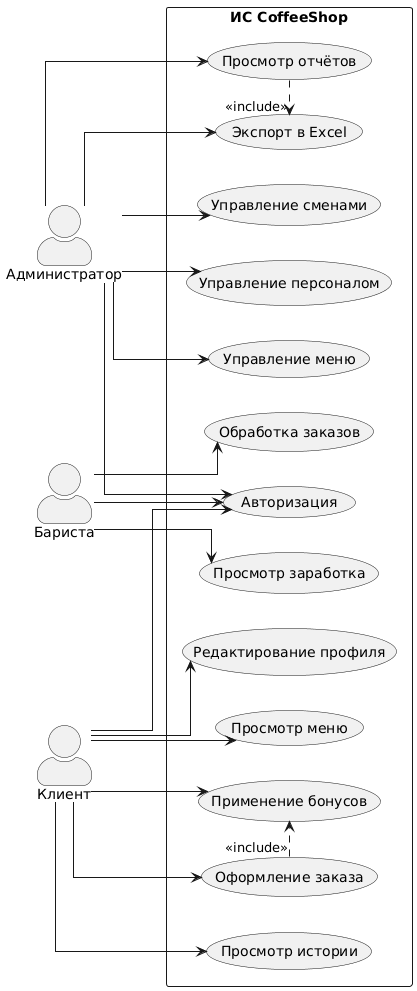 ИС CoffeeShop
Просмотр отчётов
«include»
Экспорт в Excel
Управление сменами
Администратор
Управление персоналом
Управление меню
Обработка заказов
Авторизация
Бариста
Просмотр заработка
Редактирование профиля
Просмотр меню
Клиент
Применение бонусов
«include»
Оформление заказа
Просмотр истории